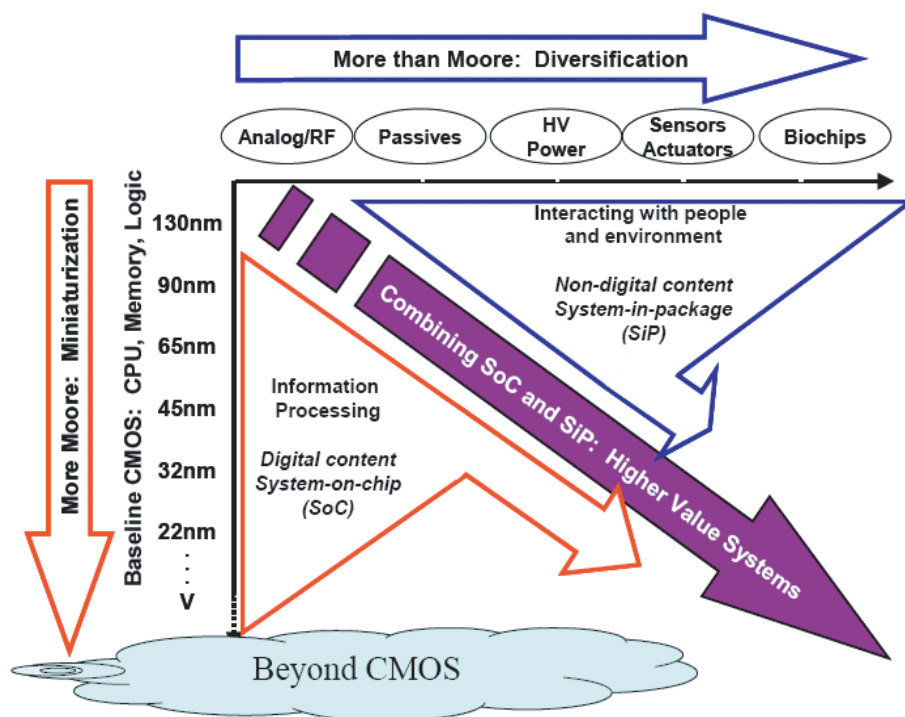 More than Moore: Diversification
Analog/RF
Passives
HV
Power
Sensors
Actuators
Biochips
More Moore: Miniaturization
Baseline CMOS: CPU, Memory, Logic
130nm
90nm
65nm
45nm
32nm
22nm
.
.
.
.
V
Interacting with people
and environment
Non-digital content
System-in-package
(SiP)
Combining SoC and SiP: Higher Value Systems
Information
Processing
Digital content
System-on-chip
(SoC)
Beyond CMOS